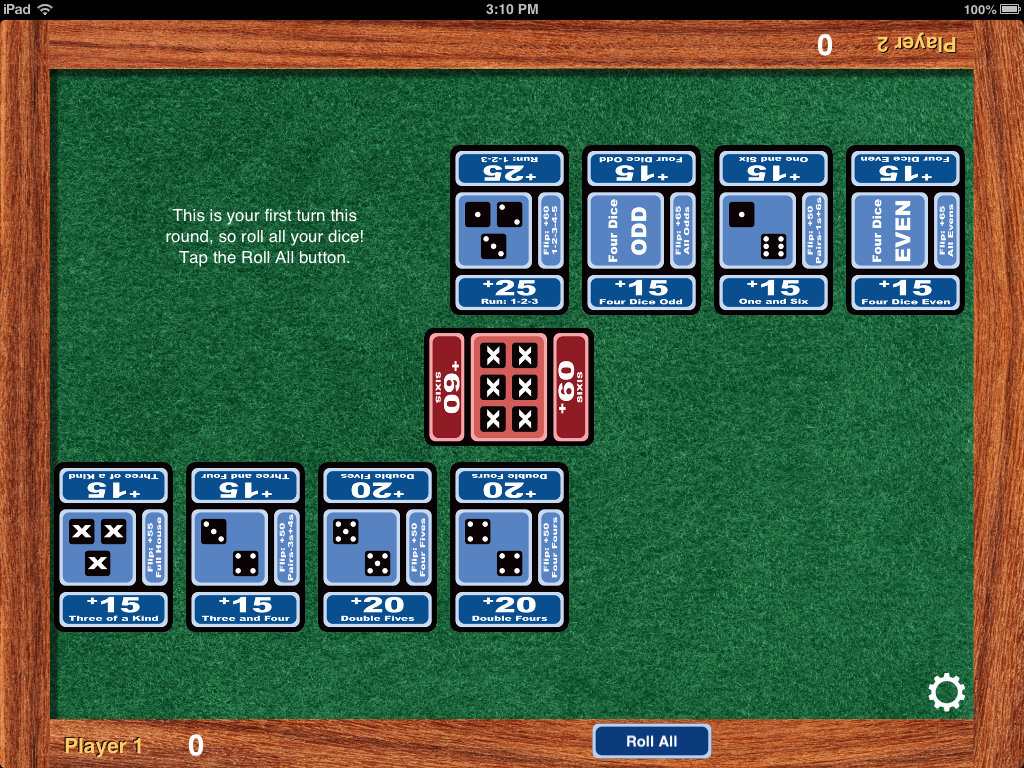 iPad 3:10 PM 100%
0 Player 2
This is your first turn this
round, so roll all your dice!
Tap the Roll All button.
Run: 1-2-3
+25
Flip: +60
1-2-3-4-5
+25
Run: 1-2-3
Four Dice Odd
+15
Four Dice
ODD
Flip: +65
All Odds
+15
Four Dice Odd
One and Six
+15
Flip: +50
Pairs-1s+6s
+15
One and Six
Four Dice Even
+15
Four Dice
EVEN
Flip: +65
All Evens
+15
Four Dice Even
+60
SIXIS
X X
X X
X X
+60
SIXIS
Three of a Kind
+15
X X
X
Flip: +55
Full House
+15
Three of a Kind
Three and Four
+15
Flip: +50
Pairs-3s+4s
+15
Three and Four
Double Fives
+20
Flip: +50
Four Fives
+20
Double Fives
Double Fours
+20
Flip: +50
Four Fours
+20
Double Fours
Player 1 0
Roll All